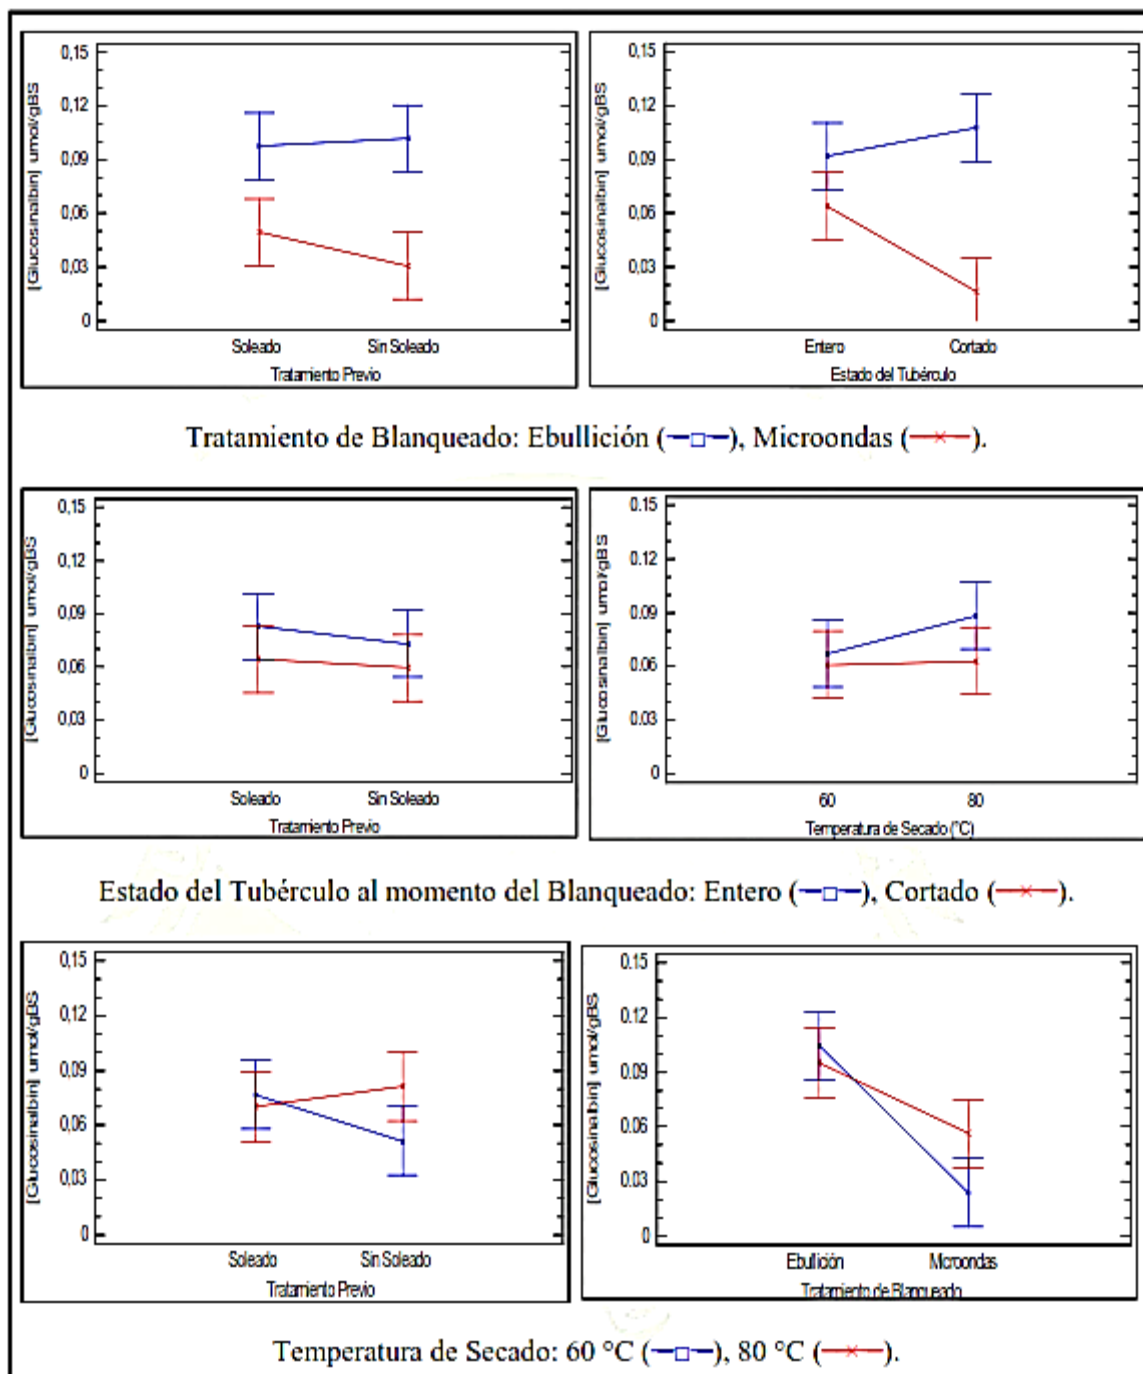 [Glucosinalbin] umol/gBS
0,15
0,12
0,09
0,06
0,03
0
Soleado Sin Soleado
Tratamiento Previo
[Glucosinalbin] umol/gBS
0,15
0,12
0,09
0,06
0,03
0
Entero Cortado
Estado del Tubérculo
Tratamiento de Blanqueado: Ebullición ( ), Microondas ( ).
[Glucosinalbin] umol/gBS
0,15
0,12
0,09
0,06
0,03
0
Soleado Sin Soleado
Tratamiento Previo
[Glucosinalbin] umol/gBS
0,15
0,12
0,09
0,06
0,03
0
60 80
Temperatura de Secado (°C)
Estado del Tubérculo al momento del Blanqueado: Entero ( ), Cortado ( ).
[Glucosinalbin] umol/gBS
0,15
0,12
0,09
0,06
0,03
0
Soleado Sin Soleado
Tratamiento Previo
[Glucosinalbin] umol/gBS
0,15
0,12
0,09
0,06
0,03
0
Ebullición Microondas
Tratamiento de Blanqueado
Temperatura de Secado: 60 °C ( ), 80 °C ( ).